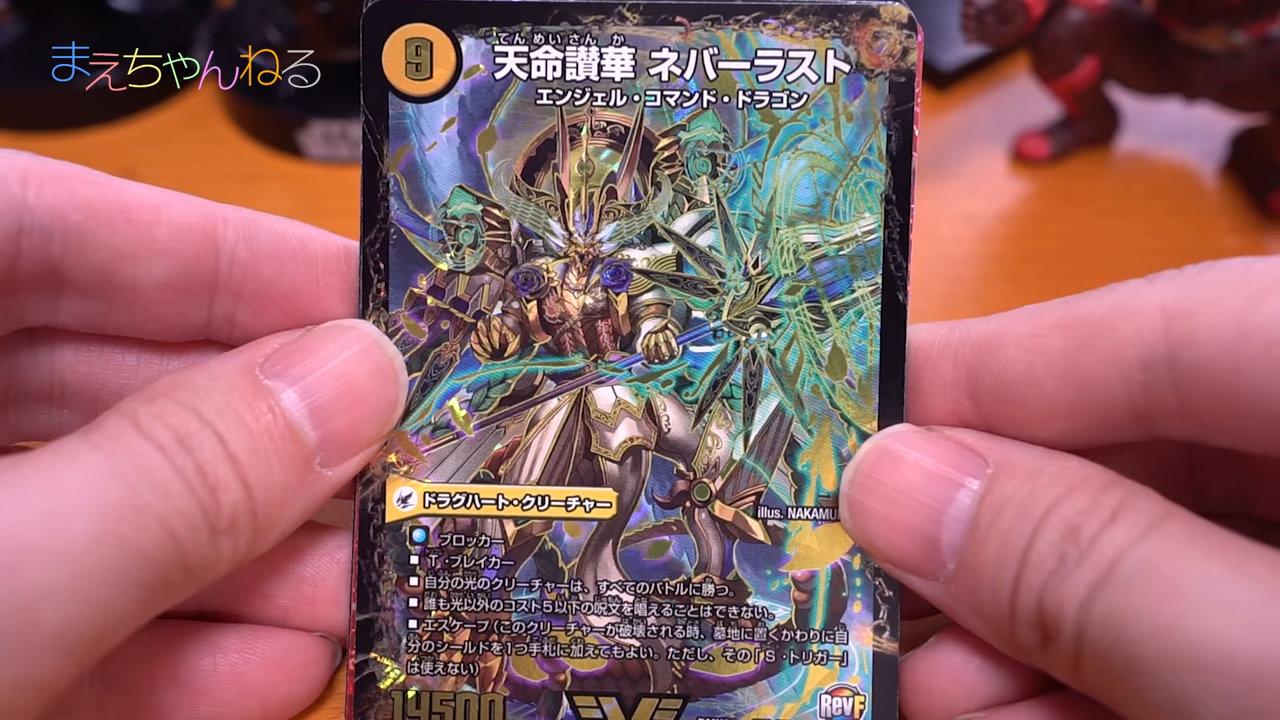 まえちゃんねる
9
てんめいさんか
天命讃華 ネバーラスト
エンジェル・コマンド・ドラゴン
ドラグハート・クリーチャー
illus. NAKAMU
ブロッカー
T・ブレイカー
自分の光のクリーチャーは、すべてのバトルに勝つ。
誰も光以外のコスト5以下の呪文を唱えることはできない。
エスケープ(このクリーチャーが破壊される時、墓地に置くかわりに自
分のシールドを1つ手札に加えてもよい。ただし、その「S・トリガー」
は使えない)
14500
RevF